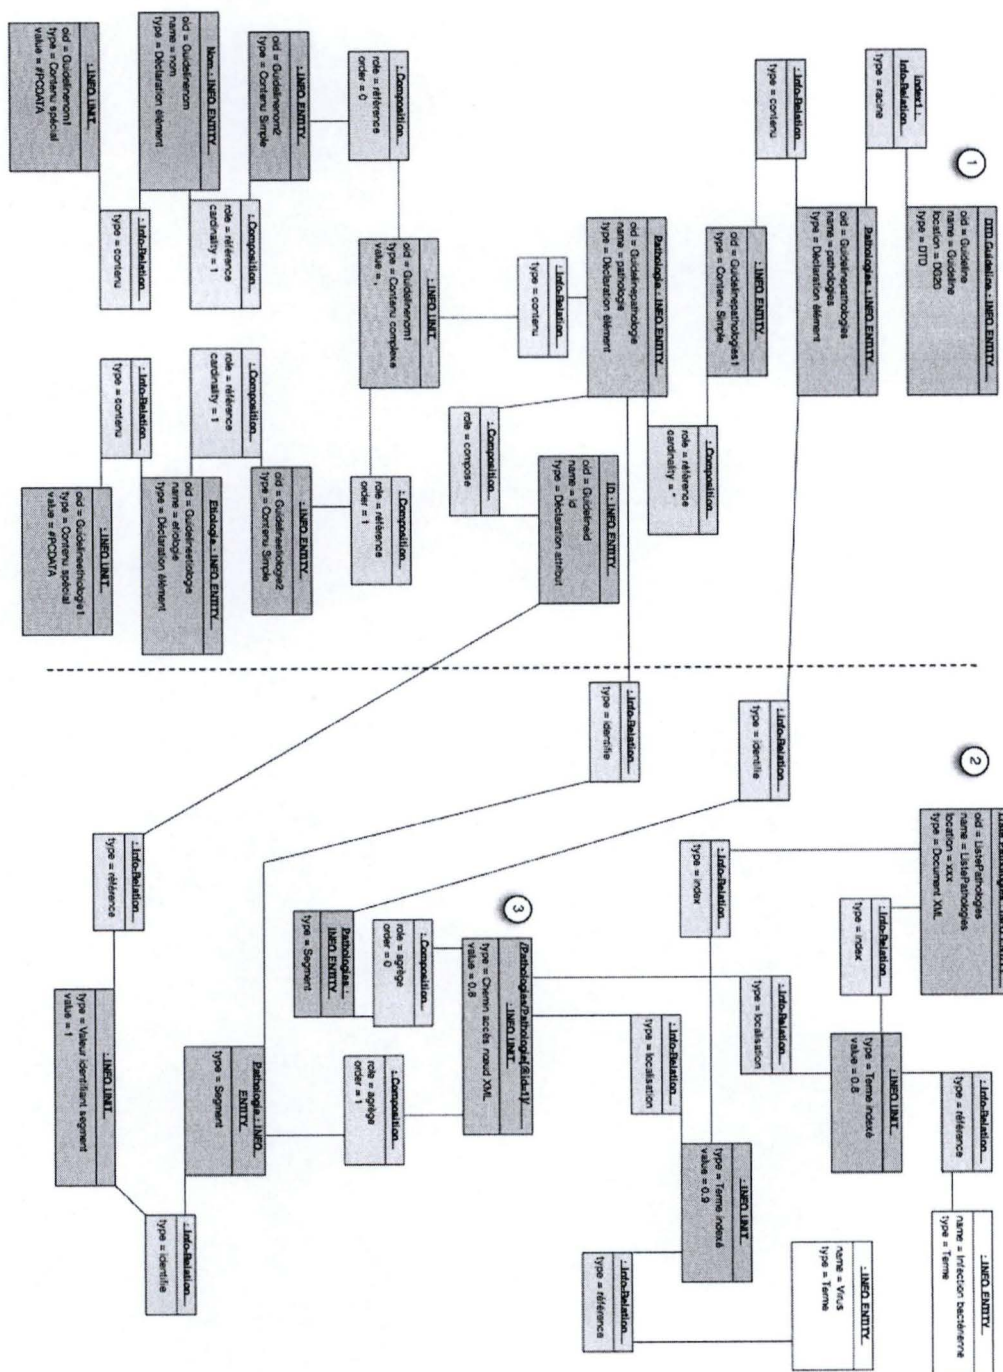 1
DTD Guideline : INFO ENTITY
oid = Guideline
name = Guideline
location = DG20
type = DTD
index1 :
Info-Relation
type = racine
Pathologies : INFO ENTITY
oid = Guidelinepathologies
name = pathologies
type = Déclaration élément
: Info-Relation
type = contenu
: INFO ENTITY
oid = Guidelinepathologies1
type = Contenu Simple
: Composition
role = référence
cardinality = *
Pathologie : INFO ENTITY
oid = Guidelinepathologie
name = pathologie
type = Déclaration élément
ID : INFO ENTITY
oid = Guidelineid
name = id
type = Déclaration attribut
: Info-Relation
type = contenu
: Composition
role = compose
: INFO UNIT
oid = Guidelinenom1
type = Contenu complexe
value = ,
: Composition
role = référence
order = 0
: Composition
role = référence
order = 1
: INFO ENTITY
oid = Guidelinenom2
type = Contenu Simple
: Composition
role = référence
cardinality = 1
Nom : INFO ENTITY
oid = Guidelinenom
name = nom
type = Déclaration élément
: Info-Relation
type = contenu
: INFO UNIT
oid = Guidelinenom1
type = Contenu spécial
value = #PCDATA
: INFO ENTITY
oid = Guidelineetiologie2
type = Contenu Simple
: Composition
role = référence
cardinality = 1
Etiologie : INFO ENTITY
oid = Guidelineetiologe
name = etiologie
type = Déclaration élément
: Info-Relation
type = contenu
: INFO UNIT
oid = Guidelineethiologie1
type = Contenu spécial
value = #PCDATA
2
oid = ListePathologies
name = ListePathologies
location = xxx
type = Document XML
: Info-Relation
type = identifie
: Info-Relation
type = identifie
: Info-Relation
type = index
: Info-Relation
type = index
: INFO UNIT
type = Terme indexé
value = 0.8
: Info-Relation
type = référence
: INFO ENTITY
name = Infection bactérienne
type = Terme
: Info-Relation
type = localisation
: Info-Relation
type = localisation
: INFO UNIT
type = Terme indexé
value = 0.9
: INFO ENTITY
name = Virus
type = Terme
: Info-Relation
type = référence
3
/Pathologies/Pathologie[@id=1]/
: INFO UNIT
type = Chemin accès noeud XML
value = 0.8
: Composition
role = agrège
order = 0
: Composition
role = agrège
order = 1
Pathologies :
INFO ENTITY
type = Segment
Pathologie : INFO
ENTITY
type = Segment
: Info-Relation
type = référence
: INFO UNIT
type = Valeur identifiant segment
value = 1
: Info-Relation
type = identifie